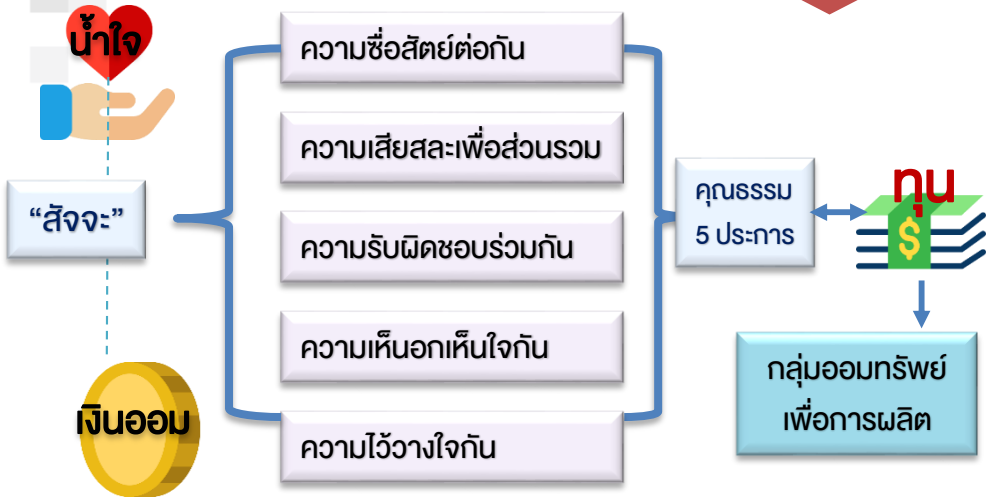 น้ำใจ
“สัจจะ”
เงินออม
ความซื่อสัตย์ต่อกัน
ความเสียสละเพื่อส่วนรวม
ความรับผิดชอบร่วมกัน
ความเห็นอกเห็นใจกัน
ความไว้วางใจกัน
คุณธรรม
5 ประการ
ทุน
$
กลุ่มออมทรัพย์
เพื่อการผลิต